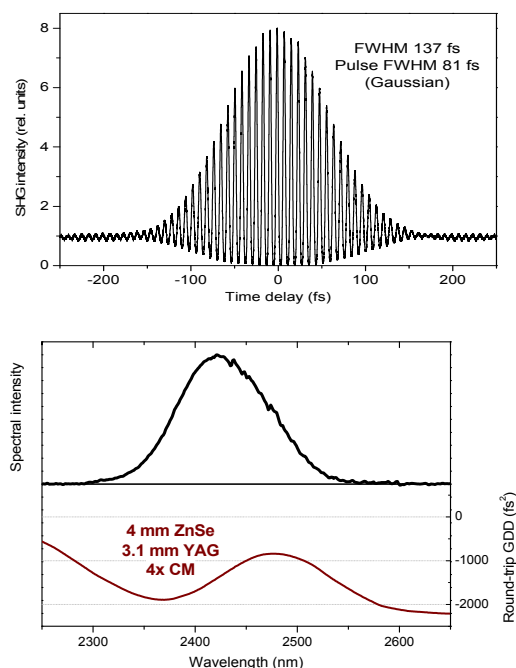 8
6
4
2
0
SHG intensity (rel. units)
FWHM 137 fs
Pulse FWHM 81 fs
(Gaussian)
-200
-100
0
100
200
Time delay (fs)
Spectral intensity
4 mm ZnSe
3.1 mm YAG
4x CM
0
-1000
-2000
Round-trip GDD (fs²)
2300
2400
2500
2600
Wavelength (nm)